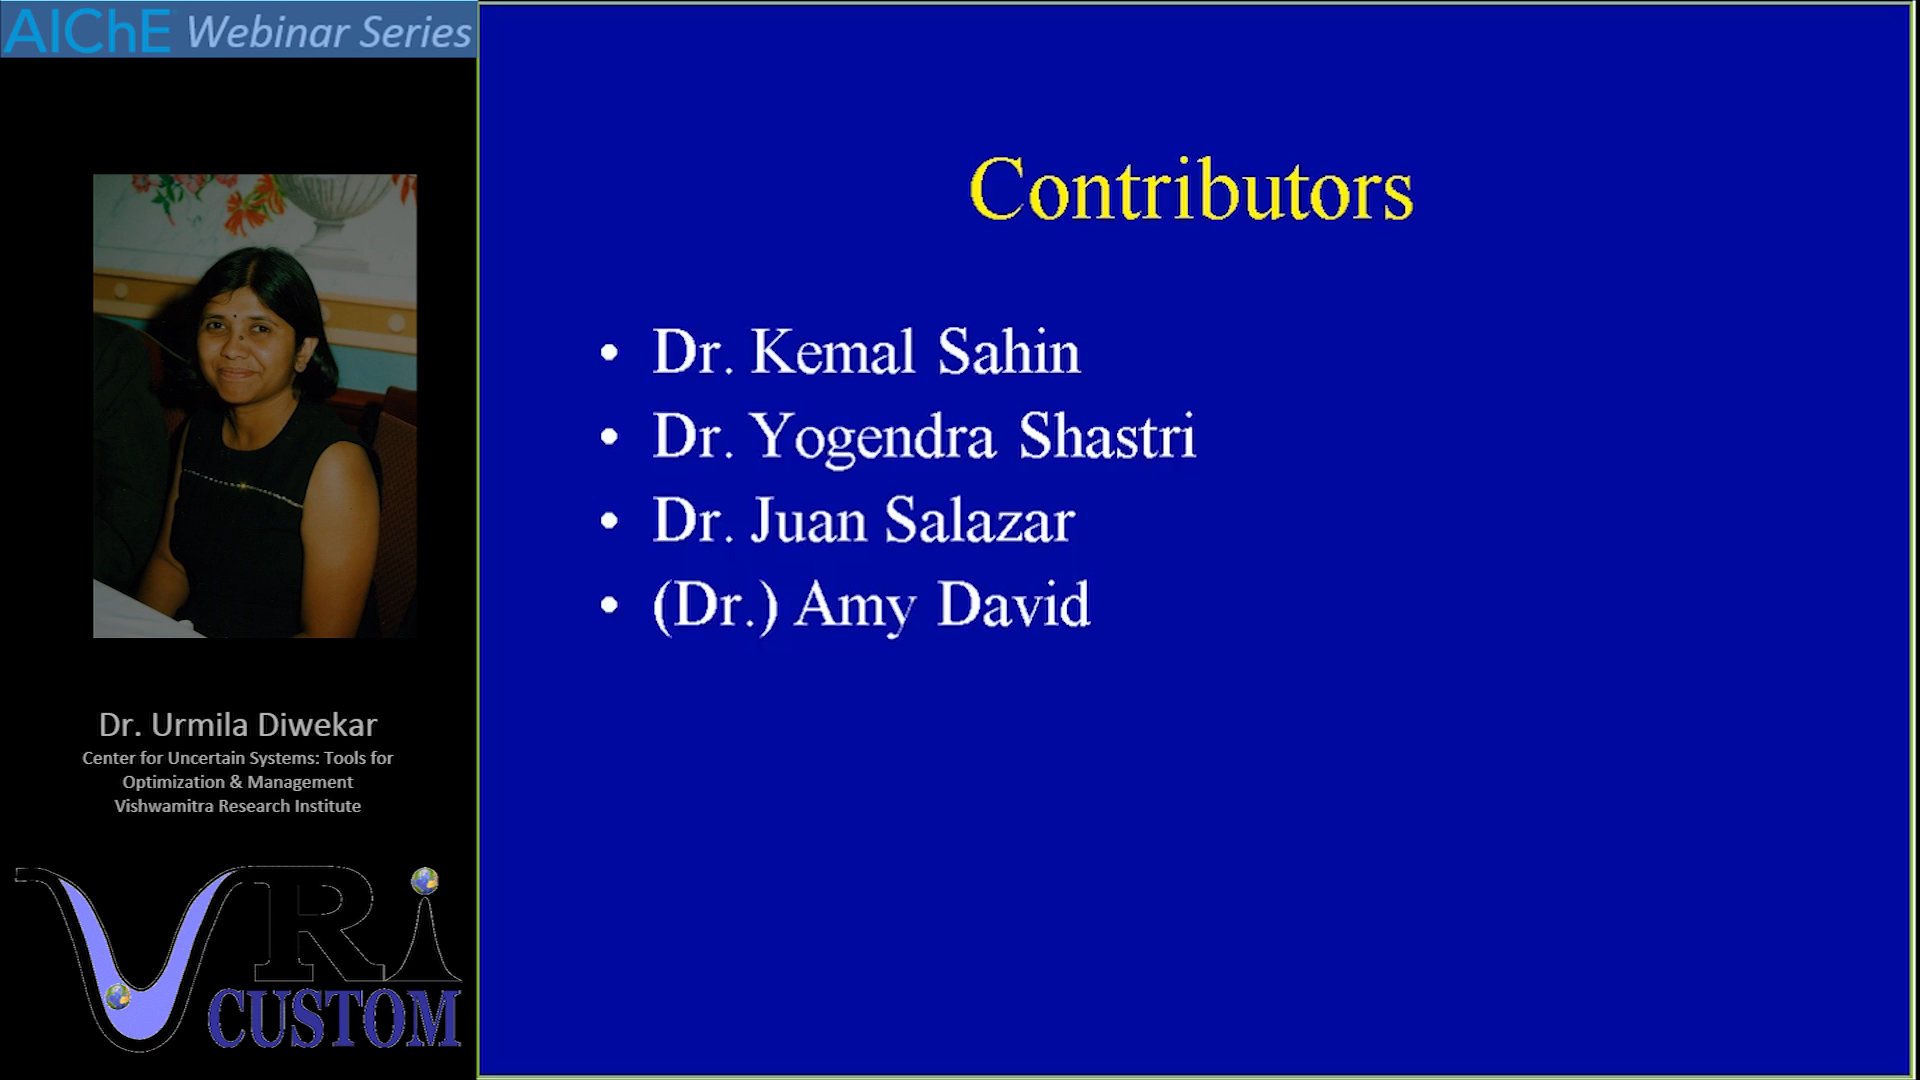 AIChE Webinar Series
Contributors
• Dr. Kemal Sahin
• Dr. Yogendra Shastri
• Dr. Juan Salazar
• (Dr.) Amy David
Dr. Urmila Diwekar
Center for Uncertain Systems: Tools for
Optimization & Management
Vishwamitra Research Institute
VRi
CUSTOM